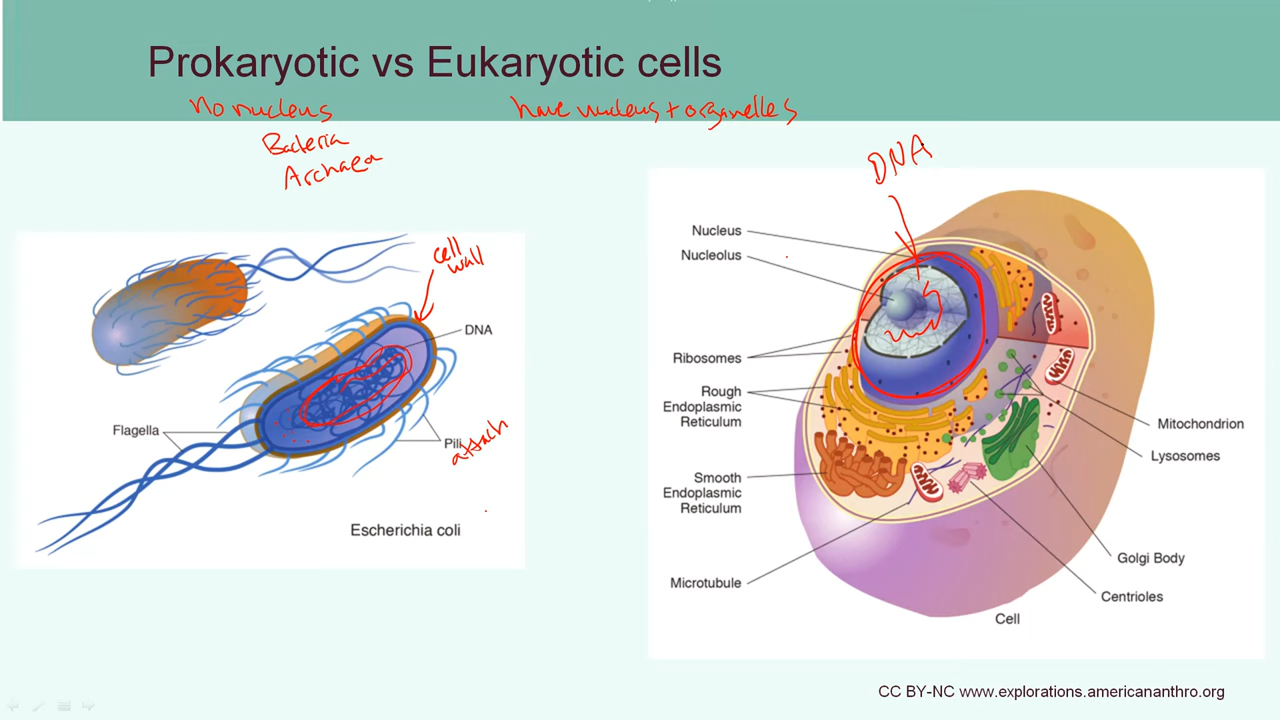 Prokaryotic vs Eukaryotic cells
no nucleus
have nucleus + organelles
Bacteria
Archaea
cell
wall
DNA
Flagella
Pili
attach
Escherichia coli
DNA
Nucleus
Nucleolus
Ribosomes
Rough
Endoplasmic
Reticulum
Smooth
Endoplasmic
Reticulum
Microtubule
Mitochondrion
Lysosomes
Golgi Body
Centrioles
Cell
CC BY-NC www.explorations.americananthro.org